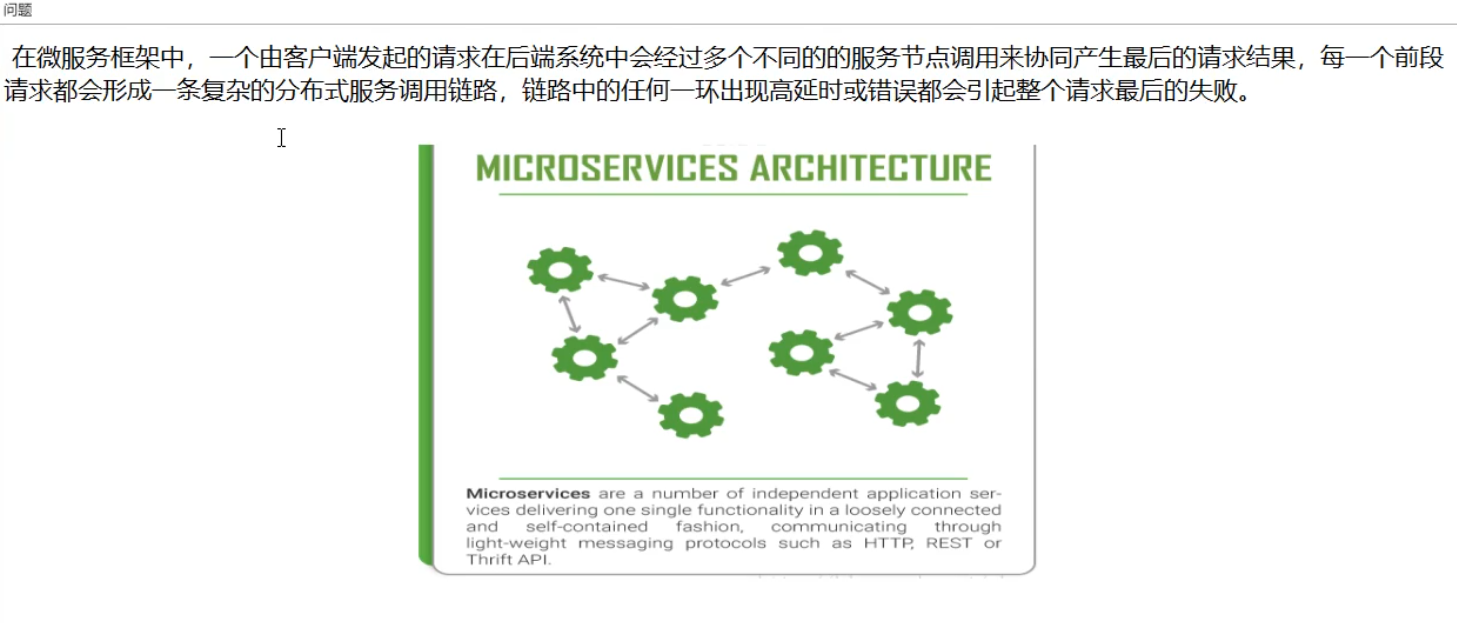 问题
在微服务框架中，一个由客户端发起的请求在后端系统中会经过多个不同的的服务节点调用来协同产生最后的请求结果，每一个前段
请求都会形成一条复杂的分布式服务调用链路，链路中的任何一环出现高延时或错误都会引起整个请求最后的失败。
MICROSERVICES ARCHITECTURE
Microservices are a number of independent application ser-
vices delivering one single functionality in a loosely connected
and self-contained fashion, communicating through
light-weight messaging protocols such as HTTP, REST or
Thrift API.